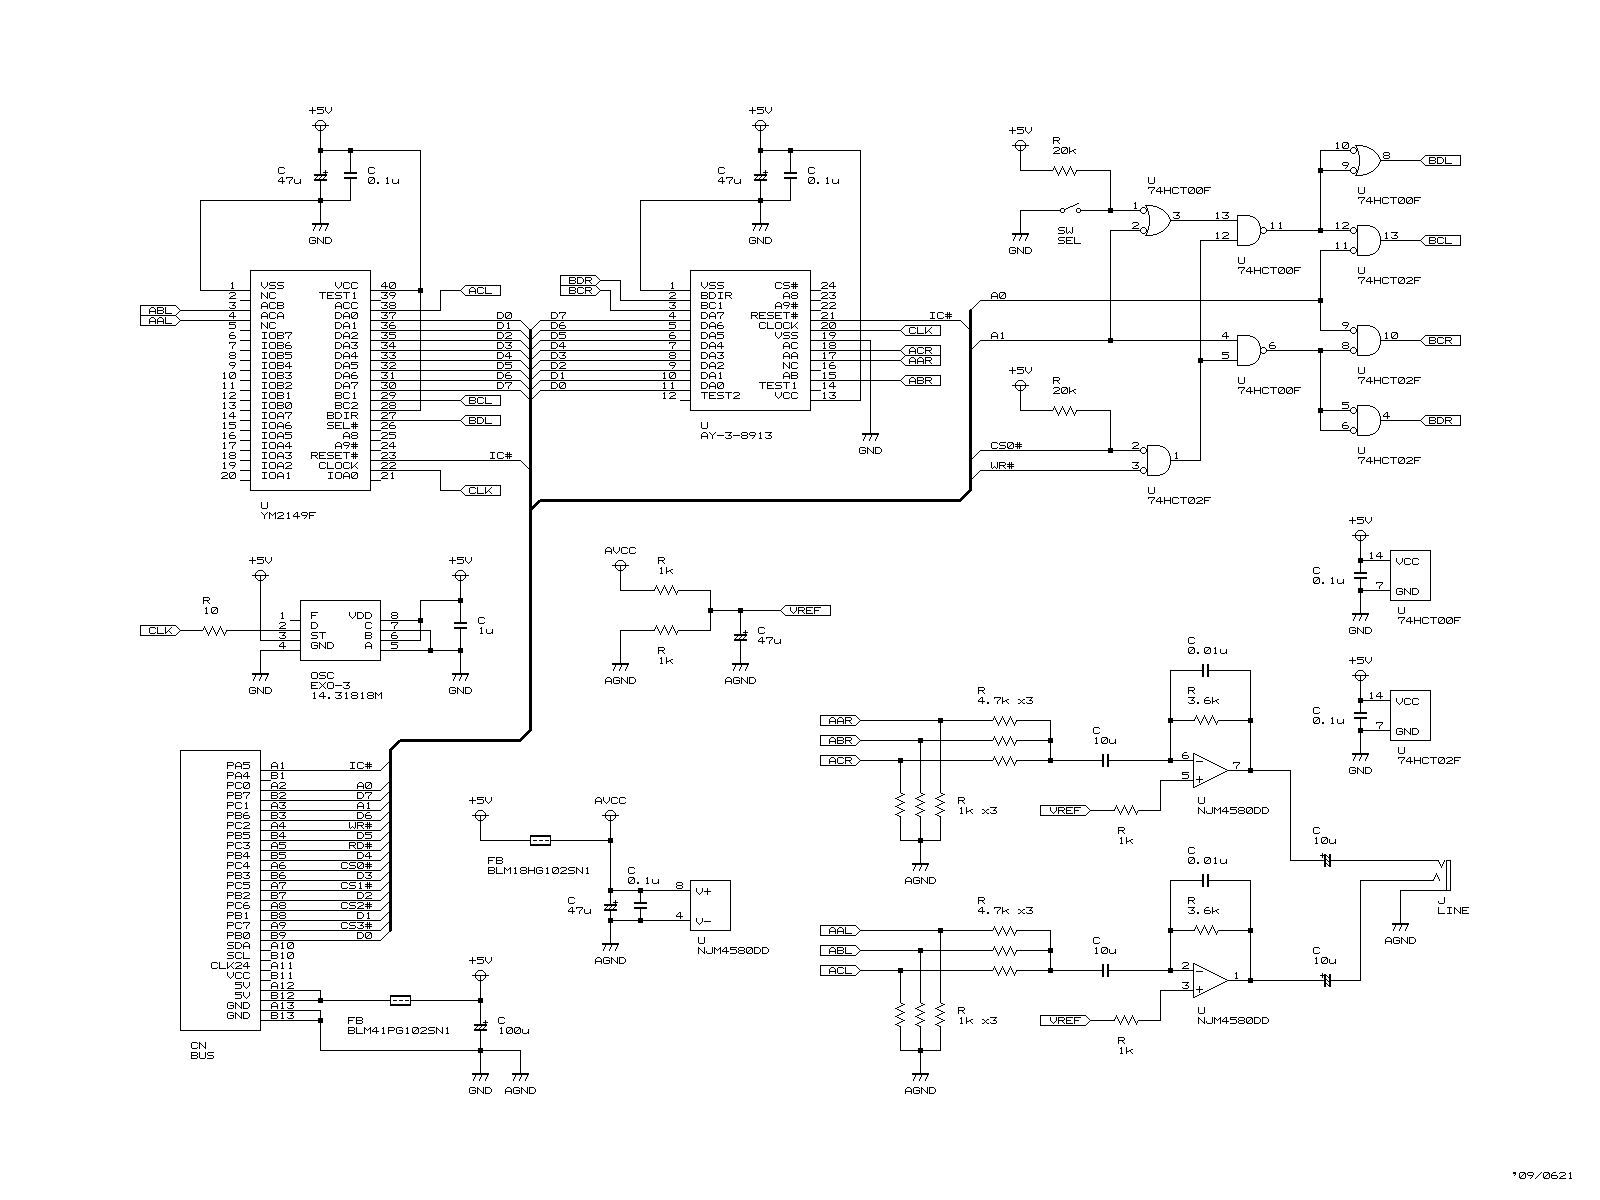 +5V
C
47u
C
0.1u
GND
1 VSS VCC 40
2 NC TEST1 39
3 ACB ACC 38
4 ACA DA0 37
5 NC DA1 36
6 IOB7 DA2 35
7 IOB6 DA3 34
8 IOB5 DA4 33
9 IOB4 DA5 32
10 IOB3 DA6 31
11 IOB2 DA7 30
12 IOB1 BC1 29
13 IOB0 BC2 28
14 IOA7 BDIR 27
15 IOA6 SEL# 26
16 IOA5 A8 25
17 IOA4 A9# 24
18 IOA3 RESET# 23
19 IOA2 CLOCK 22
20 IOA1 IOA0 21
ABL
AAL
ACL
D0
D1
D2
D3
D4
D5
D6
D7
BCL
BDL
IC#
CLK
U
YM2149F
+5V
C
47u
C
0.1u
GND
BDR
BCR
D7
D6
D5
D4
D3
D2
D1
D0
1 VSS CS# 24
2 BDIR A8 23
3 BC1 A9# 22
4 DA7 RESET# 21
5 DA6 CLOCK 20
6 DA5 VSS 19
7 DA4 AC 18
8 DA3 AA 17
9 DA2 NC 16
10 DA1 AB 15
11 DA0 TEST1 14
12 TEST2 VCC 13
IC#
CLK
ACR
AAR
ABR
U
AY-3-8913
GND
+5V
R
20k
GND
SW
SEL
1
2
3
U
74HCT00F
13
12
11
U
74HCT00F
10
9
8
BDL
U
74HCT00F
12
11
13
BCL
U
74HCT02F
A0
A1
4
5
6
U
74HCT00F
9
8
10
BCR
U
74HCT02F
5
6
4
BDR
U
74HCT02F
+5V
R
20k
CS0#
WR#
2
3
1
U
74HCT02F
+5V
14 VCC
C
0.1u
7 GND
U
74HCT00F
GND
+5V
14 VCC
C
0.1u
7 GND
U
74HCT02F
GND
+5V
+5V
R
10
CLK
1 F VDD 8
2 D C 7
3 ST B 6
4 GND A 5
C
1u
GND
OSC
EXO-3
14.31818M
GND
AVCC
R
1k
VREF
R
1k
C
47u
AGND
AGND
PA5 A1 IC#
PA4 B1
PC0 A2 A0
PB7 B2 D7
PC1 A3 A1
PB6 B3 D6
PC2 A4 WR#
PB5 B4 D5
PC3 A5 RD#
PB4 B5 D4
PC4 A6 CS0#
PB3 B6 D3
PC5 A7 CS1#
PB2 B7 D2
PC6 A8 CS2#
PB1 B8 D1
PC7 A9 CS3#
PB0 B9 D0
SDA A10
SCL B10
CLK24 A11
VCC B11
5V A12
5V B12
GND A13
GND B13
CN
BUS
FB
BLM41PG102SN1
+5V
C
100u
GND
AGND
+5V
AVCC
FB
BLM18HG102SN1
C
0.1u
C
47u
8 V+
4 V-
U
NJM4580DD
AGND
AAR
ABR
ACR
R
4.7k x3
R
1k x3
AGND
C
10u
C
0.01u
R
3.6k
6 -
5 +
7
U
NJM4580DD
VREF
R
1k
C
10u
AAL
ABL
ACL
R
4.7k x3
R
1k x3
AGND
C
10u
C
0.01u
R
3.6k
2 -
3 +
1
U
NJM4580DD
VREF
R
1k
C
10u
J
LINE
AGND
'09/0621